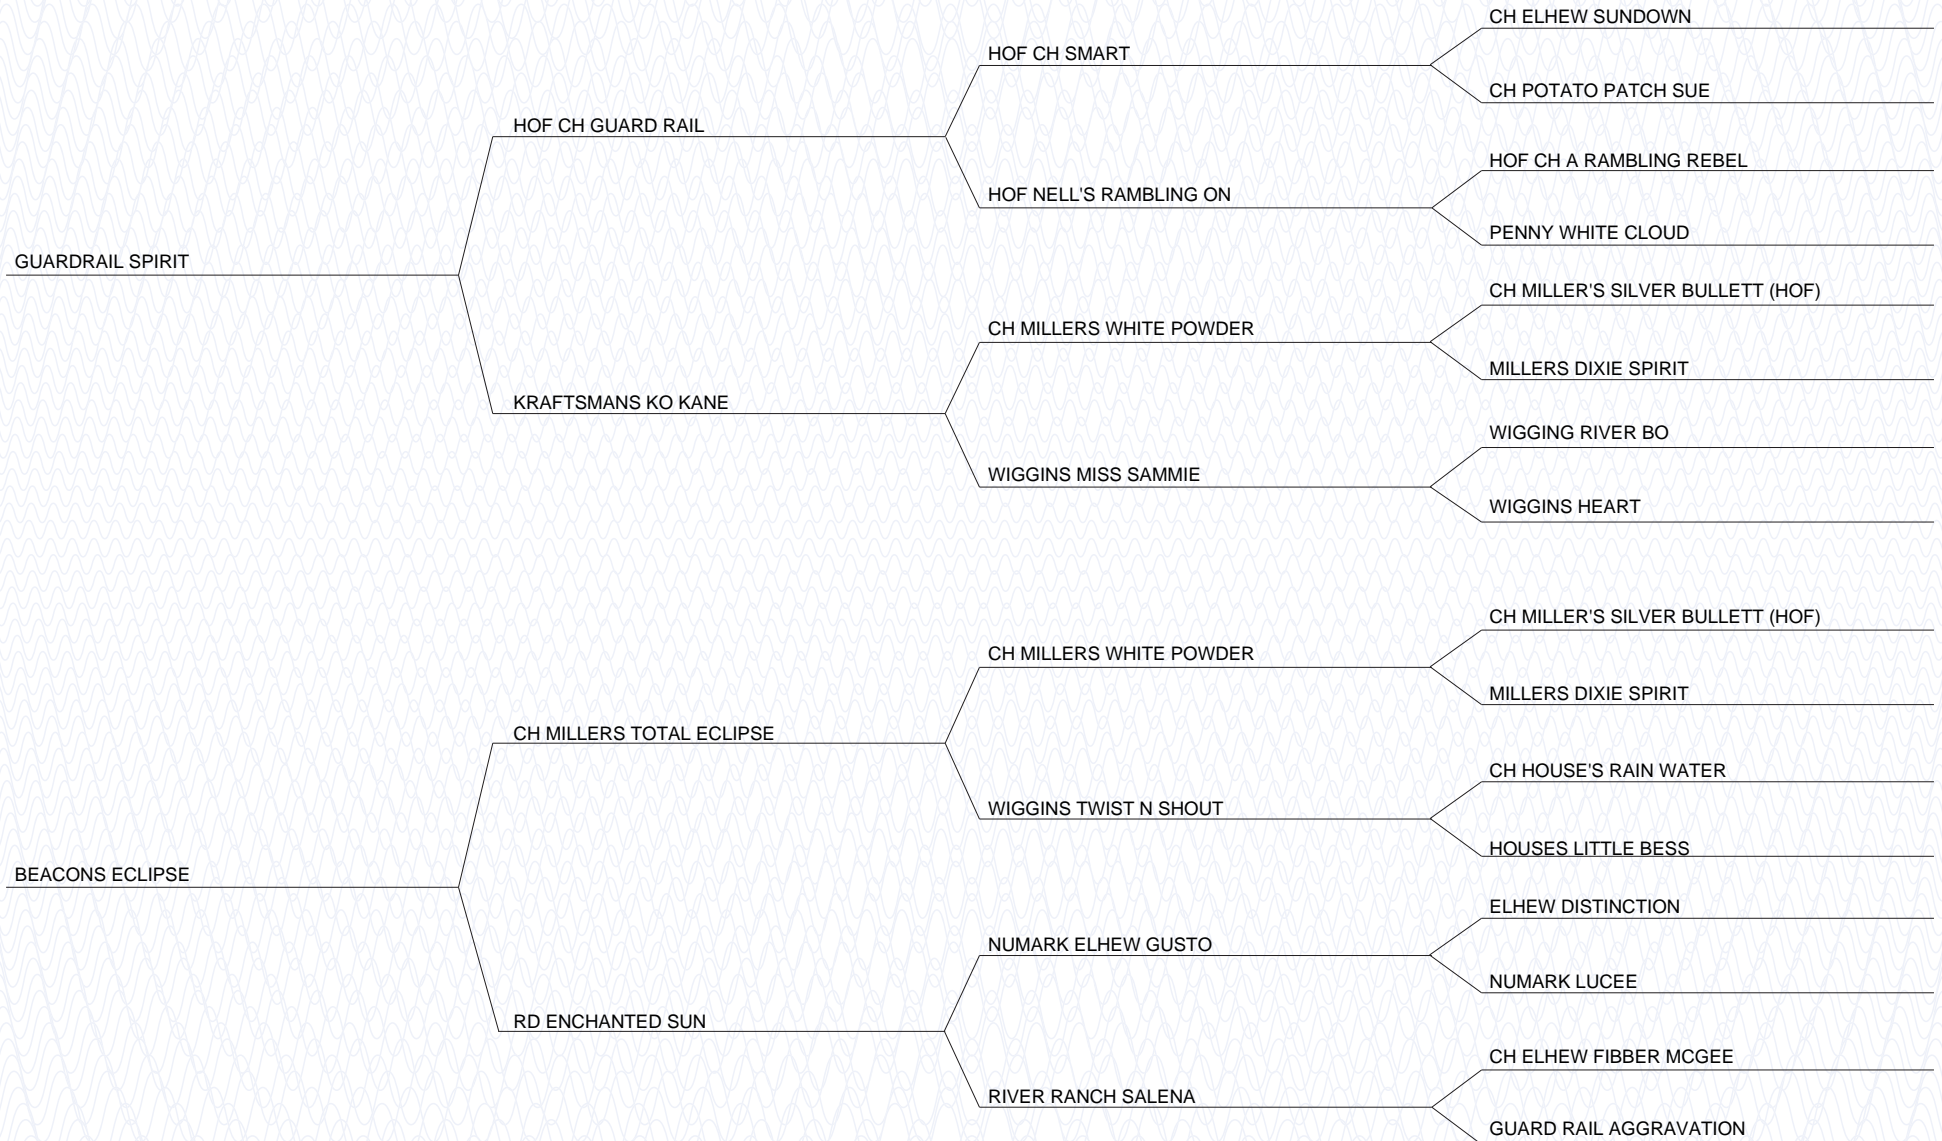 CH ELHEW SUNDOWN
HOF CH SMART
CH POTATO PATCH SUE
HOF CH GUARD RAIL
HOF CH A RAMBLING REBEL
HOF NELL'S RAMBLING ON
PENNY WHITE CLOUD
GUARDRAIL SPIRIT
CH MILLER'S SILVER BULLETT (HOF)
CH MILLERS WHITE POWDER
MILLERS DIXIE SPIRIT
KRAFTSMANS KO KANE
WIGGING RIVER BO
WIGGINS MISS SAMMIE
WIGGINS HEART
CH MILLER'S SILVER BULLETT (HOF)
CH MILLERS WHITE POWDER
MILLERS DIXIE SPIRIT
CH MILLERS TOTAL ECLIPSE
CH HOUSE'S RAIN WATER
WIGGINS TWIST N SHOUT
HOUSES LITTLE BESS
BEACONS ECLIPSE
ELHEW DISTINCTION
NUMARK ELHEW GUSTO
NUMARK LUCEE
RD ENCHANTED SUN
CH ELHEW FIBBER MCGEE
RIVER RANCH SALENA
GUARD RAIL AGGRAVATION